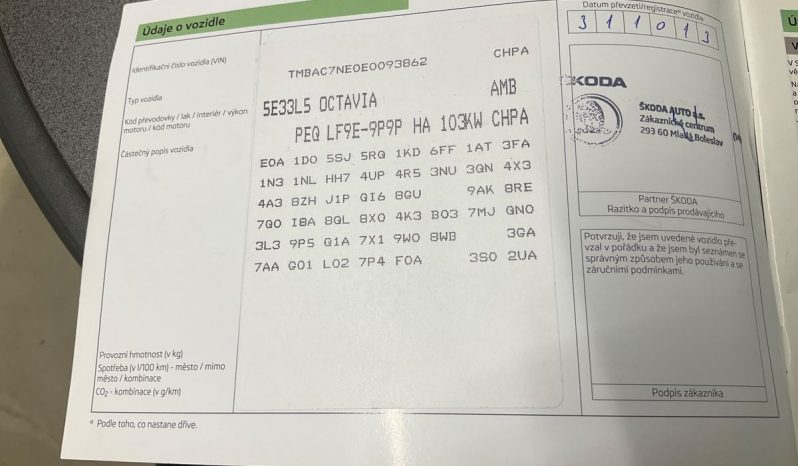 Údaje o vozidle
Datum převzetí/registrace* vozidla:
3 1 1 0 1 3
Identifikační číslo vozidla (VIN)
TMBAC7NE0E0093862 CHPA
Typ vozidla
5E33L5 OCTAVIA AMB
Kód převodovky / lak / interiér / výkon
motoru / kód motoru
PEQ LF9E-9P9P HA 103KW CHPA
Částečný popis vozidla
E0A 1D0 5SJ 5RQ 1KD 6FF 1AT 3FA
1N3 1NL HH7 4UP 4R5 3NU 3QN 4X3
4A3 8ZH J1P QI6 8GU 9AK 8RE
7Q0 I8A 8QL 8X0 4K3 B03 7MJ QN0
3L3 9P5 Q1A 7X1 9W0 8WB 3GA
7AA G01 L02 7P4 F0A 3S0 2UA
Provozní hmotnost (v kg)
Spotřeba (v l/100 km) - město / mimo
město / kombinace
CO₂ - kombinace (v g/km)
* Podle toho, co nastane dříve.
ŠKODA
ŠKODA AUTO a.s.
Zákaznické centrum
293 60 Mladá Boleslav
04
Partner ŠKODA
Razítko a podpis prodávajícího
Potvrzuji, že jsem uvedené vozidlo pře-
vzal v pořádku a že jsem byl seznámen se
správným způsobem jeho používání a se
záručními podmínkami.
Podpis zákazníka